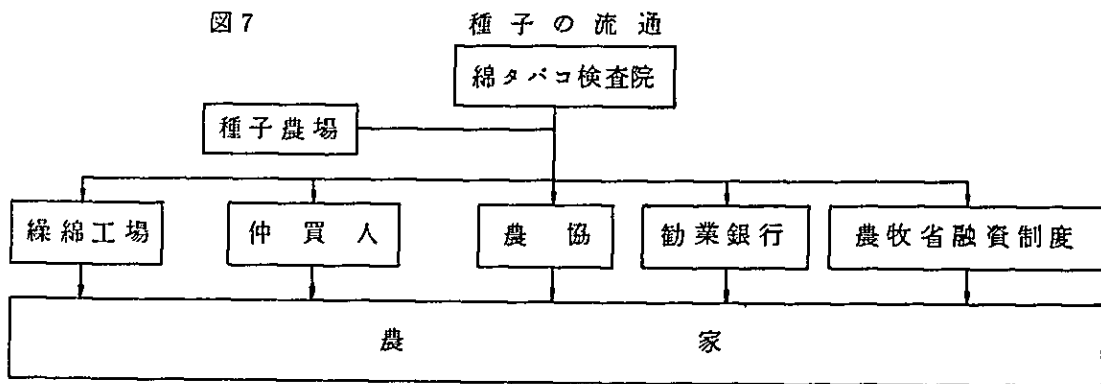 図7 種子の流通
綿タバコ検査院
種子農場
繰綿工場 仲買人 農協 勧業銀行 農牧省融資制度
農家